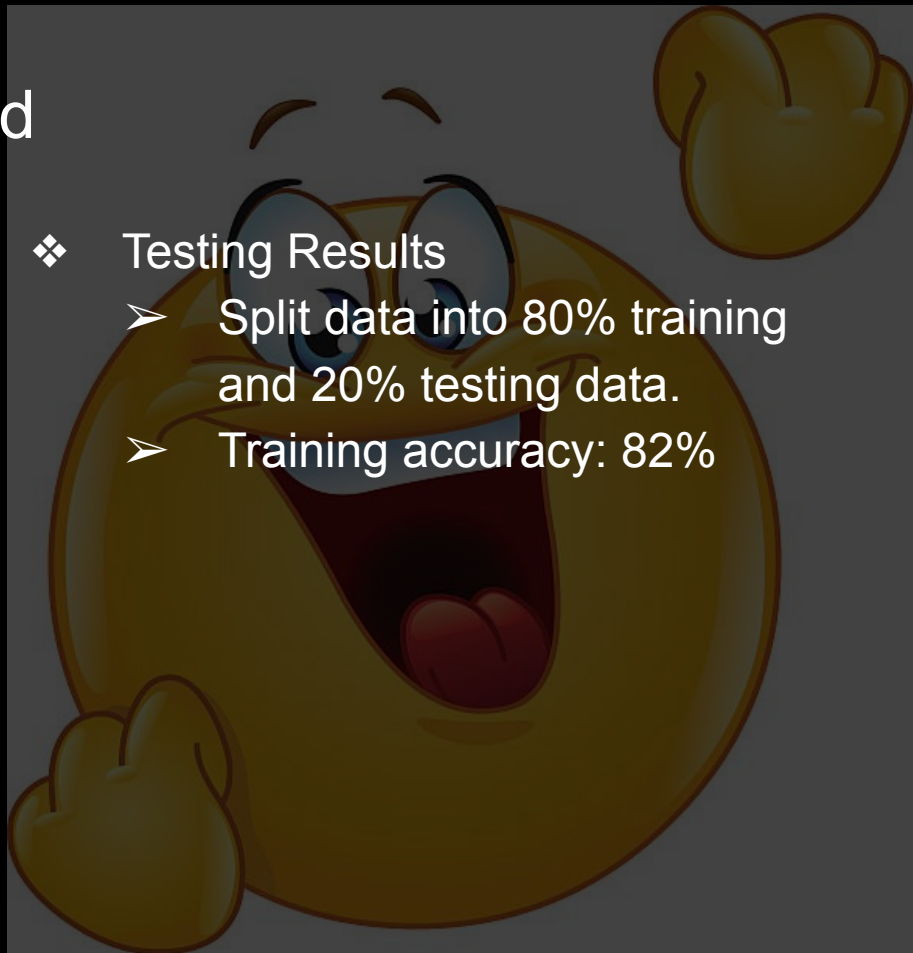 d
❖ Testing Results
➢ Split data into 80% training
and 20% testing data.
➢ Training accuracy: 82%